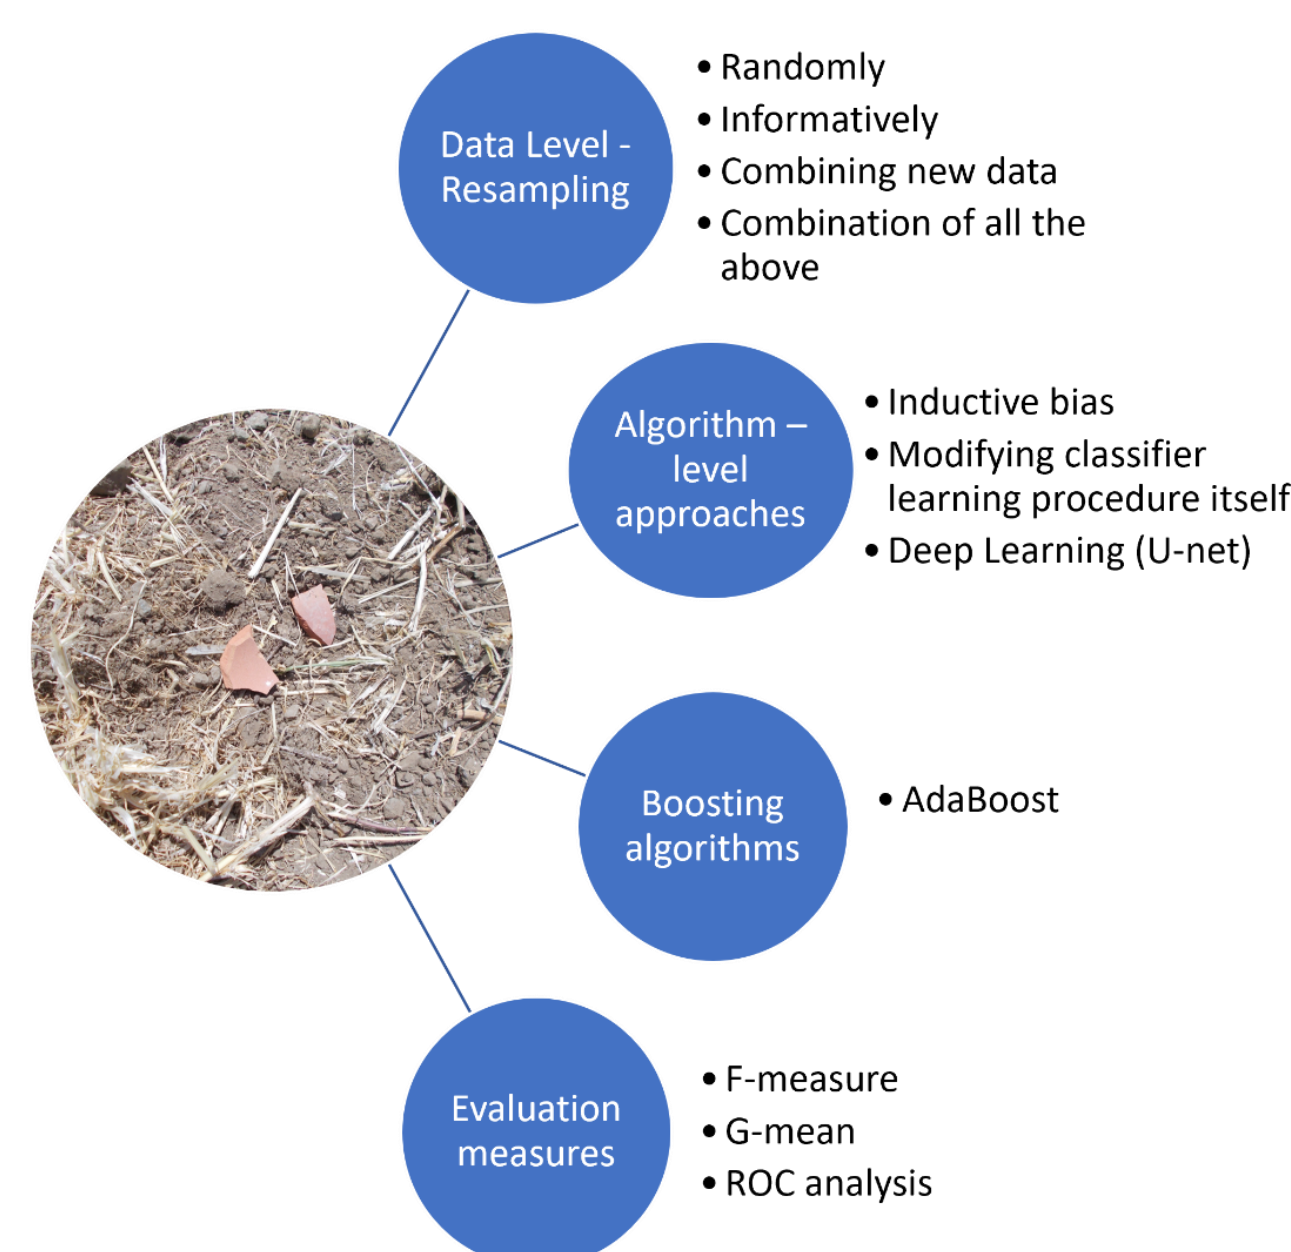 Data Level -
Resampling
• Randomly
• Informatively
• Combining new data
• Combination of all the
above
Algorithm –
level
approaches
• Inductive bias
• Modifying classifier
learning procedure itself
• Deep Learning (U-net)
Boosting
algorithms
• AdaBoost
Evaluation
measures
• F-measure
• G-mean
• ROC analysis